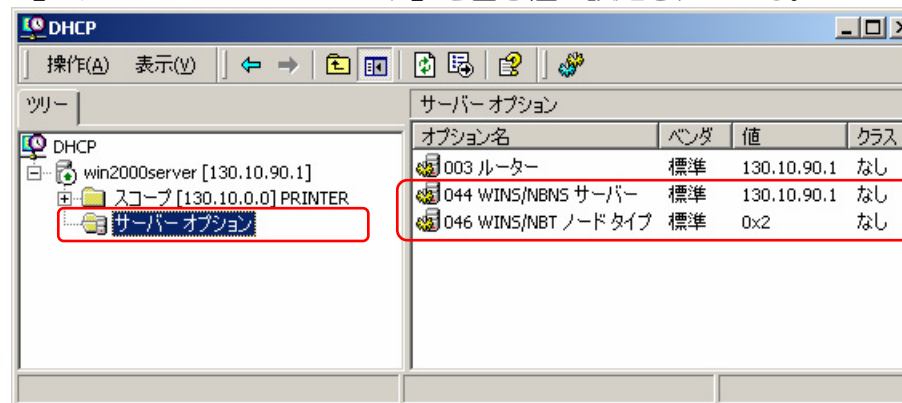 DHCP
操作(A) 表示(V)
ツリー
サーバー オプション
DHCP
win2000server [130.10.90.1]
スコープ [130.10.0.0] PRINTER
サーバー オプション
オプション名 ベンダ 値 クラス
003 ルーター 標準 130.10.90.1 なし
044 WINS/NBNS サーバー 標準 130.10.90.1 なし
046 WINS/NBT ノード タイプ 標準 0x2 なし